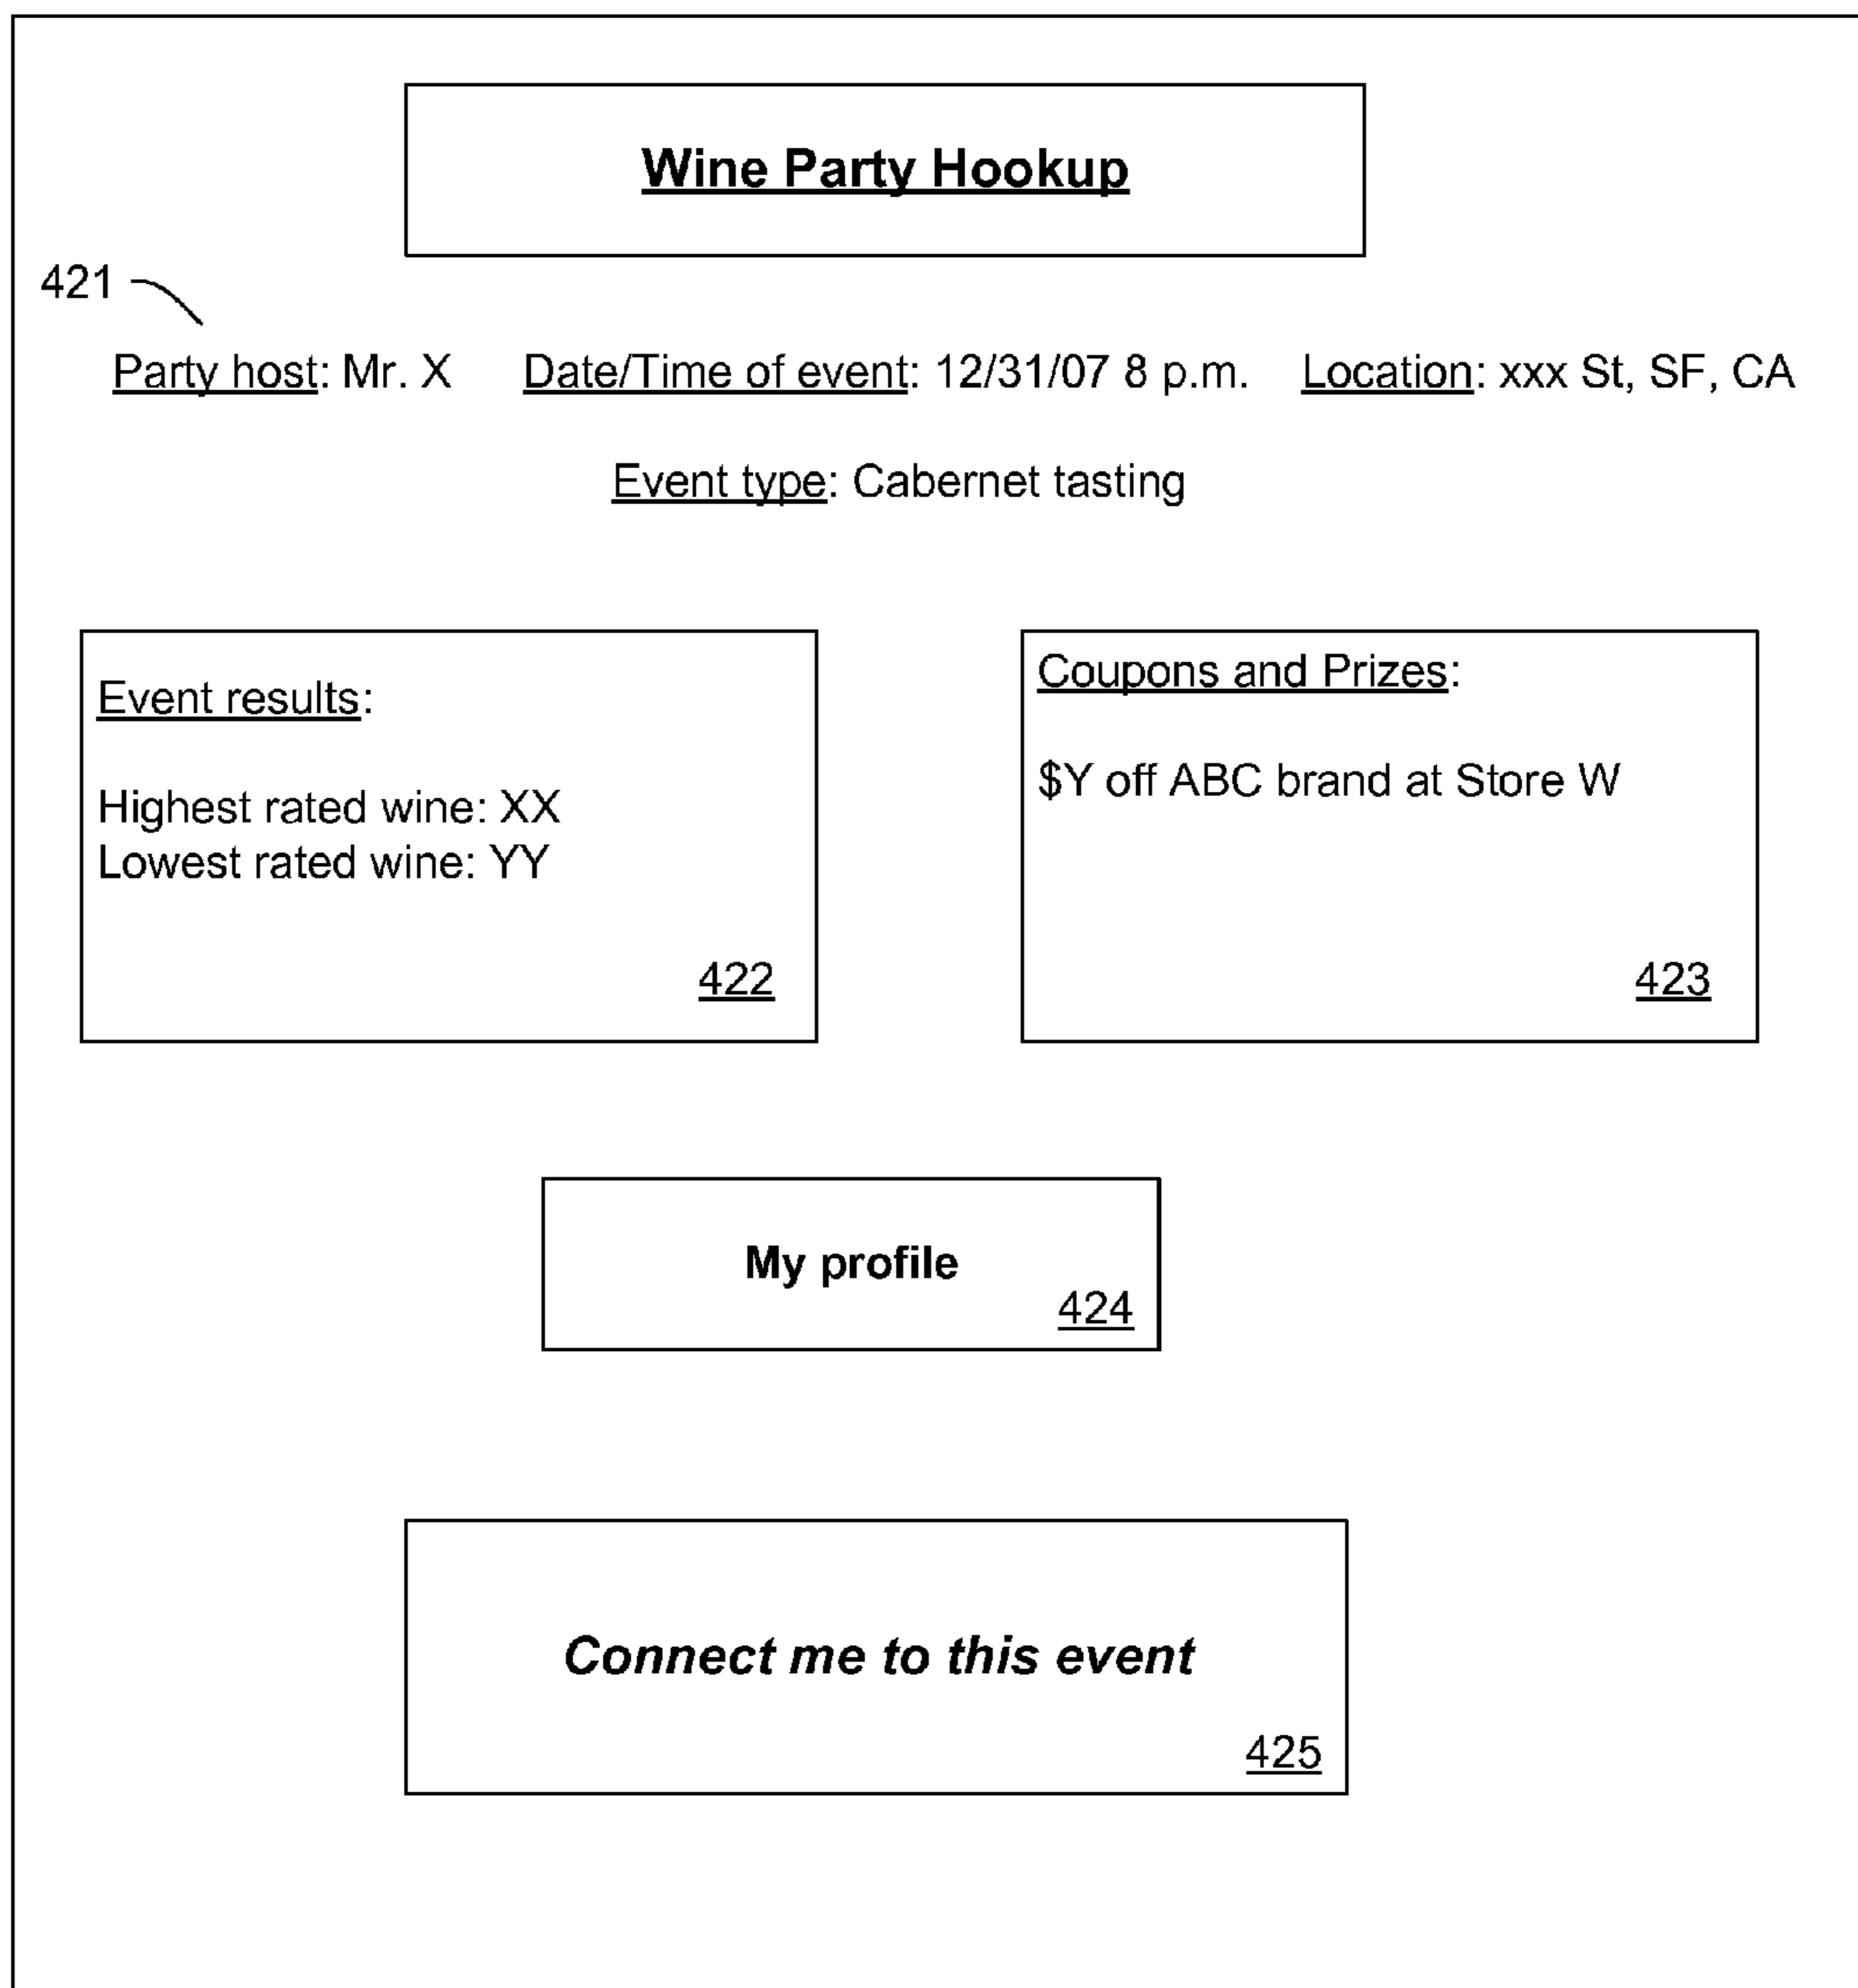 Wine Party Hookup
421
Party host: Mr. X Date/Time of event: 12/31/07 8 p.m. Location: xxx St, SF, CA
Event type: Cabernet tasting
Event results:
Highest rated wine: XX
Lowest rated wine: YY
422
Coupons and Prizes:
$Y off ABC brand at Store W
423
My profile
424
Connect me to this event
425